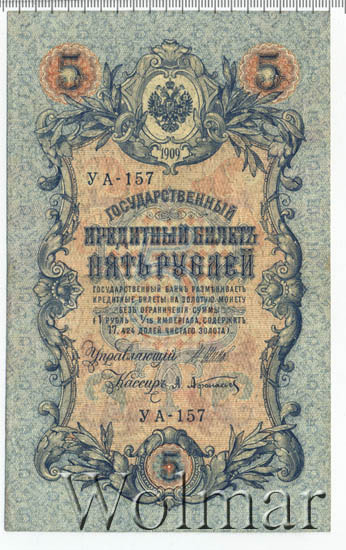 5 5
1909
УА-157
ГОСУДАРСТВЕННЫЙ
КРЕДИТНЫЙ БИЛЕТЪ
ПЯТЬ РУБЛЕЙ
ГОСУДАРСТВЕННЫЙ БАНКЪ РАЗМѢНИВАЕТЪ
КРЕДИТНЫЕ БИЛЕТЫ НА ЗОЛОТУЮ МОНЕТУ
БЕЗЪ ОГРАНИЧЕНІЯ СУММЫ
(1 РУБЛЬ = 1/15 ИМПЕРІАЛА, СОДЕРЖИТЪ
17,424 ДОЛЕЙ ЧИСТАГО ЗОЛОТА).
Управляющій
Кассиръ
УА-157
5
Wolmar